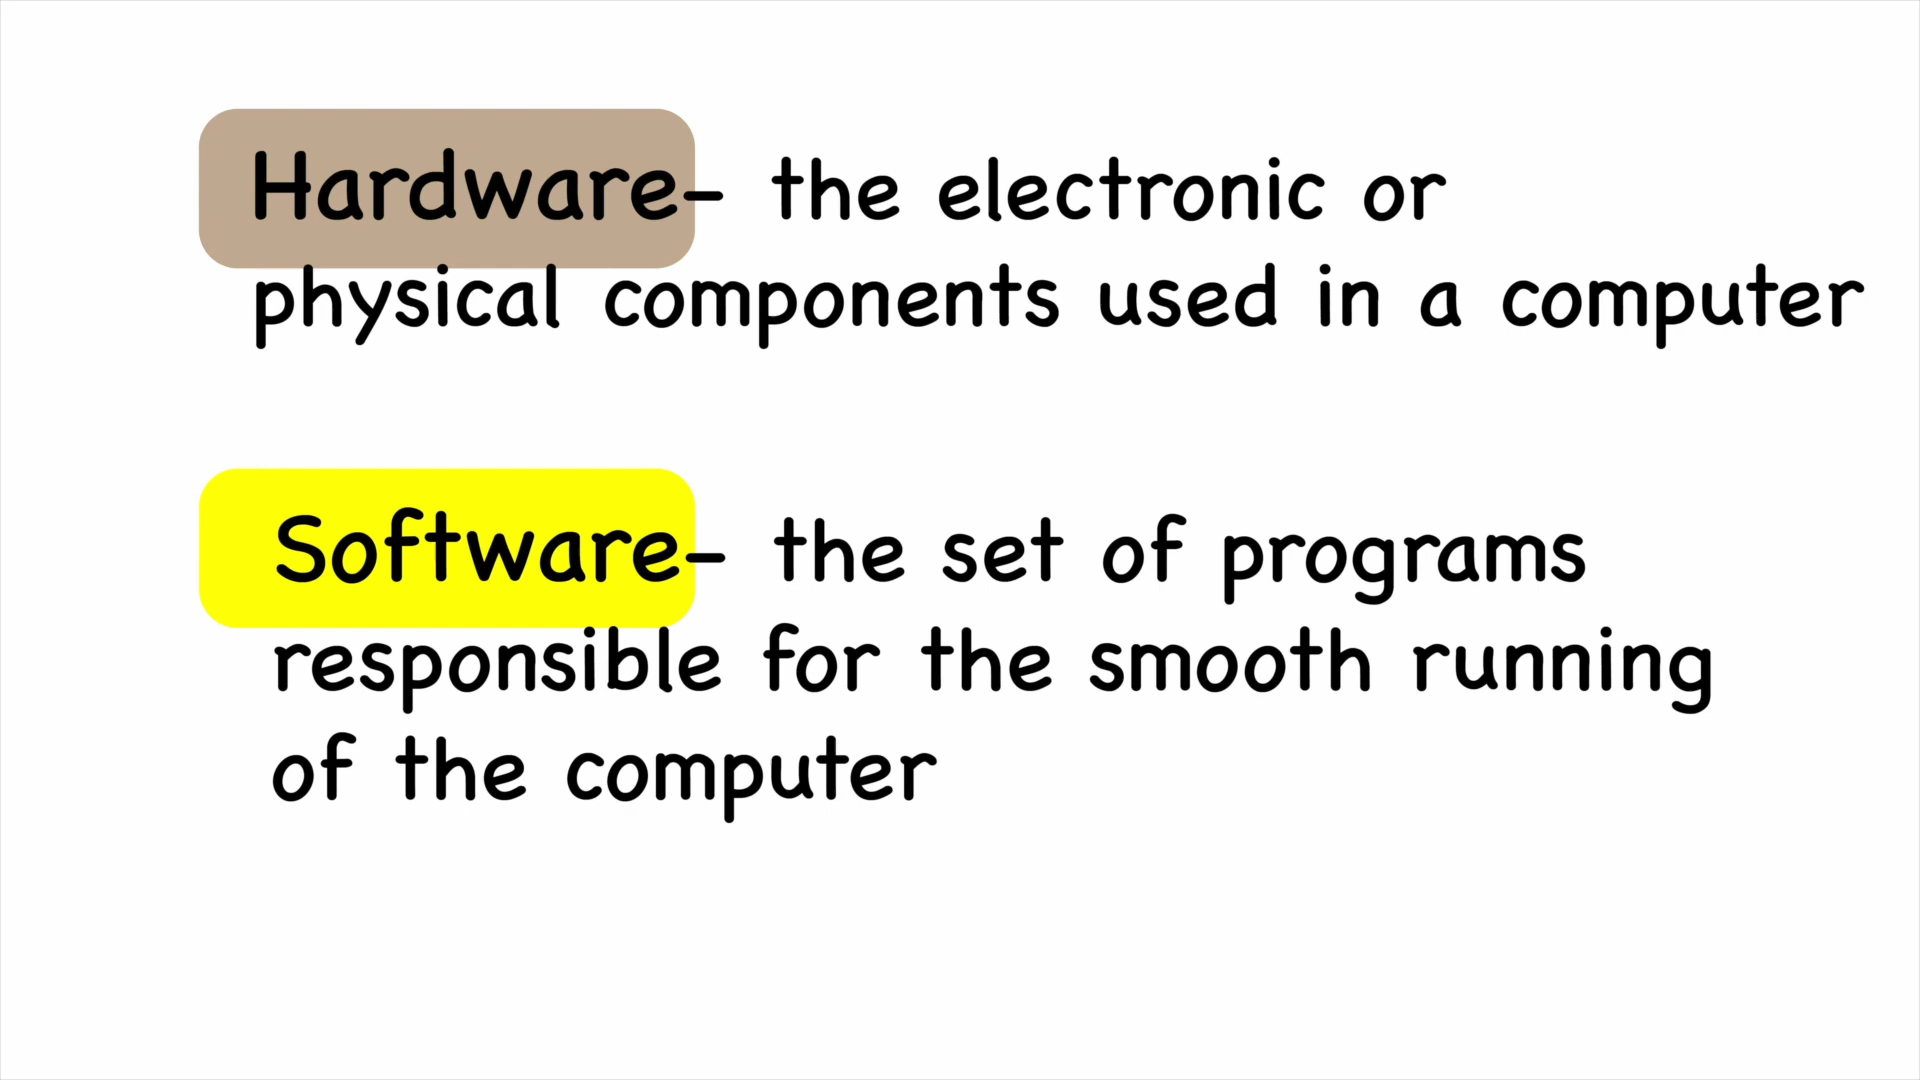 Hardware- the electronic or
physical components used in a computer
Software- the set of programs
responsible for the smooth running
of the computer